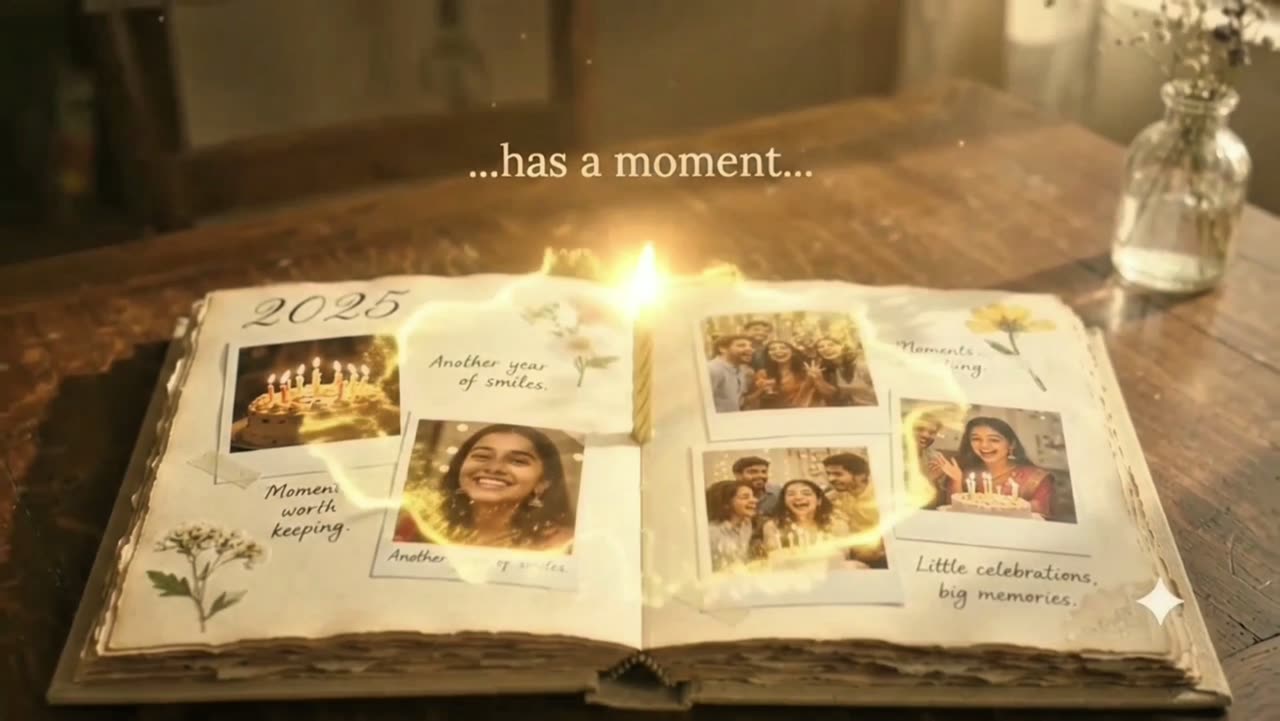 ...has a moment...
2025
Another year
of smiles.
Moment
worth
keeping.
Another of smiles.
Moments
Little celebrations,
big memories.